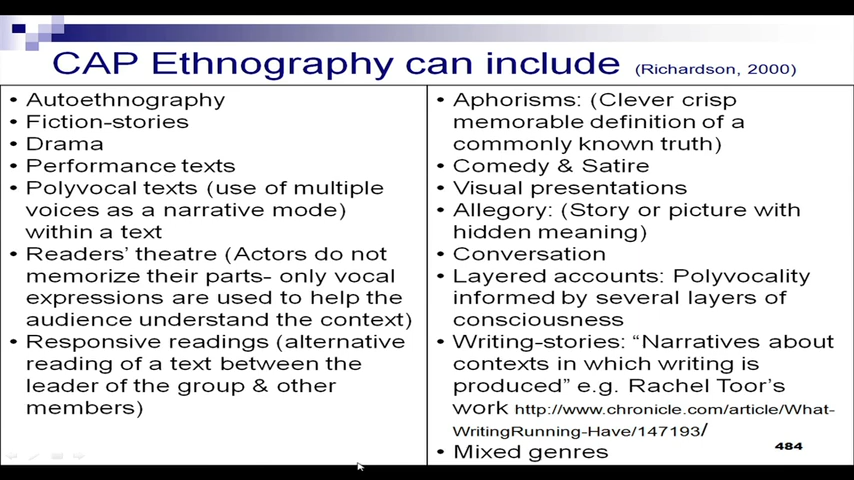 CAP Ethnography can include (Richardson, 2000)
• Autoethnography
• Fiction-stories
• Drama
• Performance texts
• Polyvocal texts (use of multiple
voices as a narrative mode)
within a text
• Readers' theatre (Actors do not
memorize their parts- only vocal
expressions are used to help the
audience understand the context)
• Responsive readings (alternative
reading of a text between the
leader of the group & other
members)
• Aphorisms: (Clever crisp
memorable definition of a
commonly known truth)
• Comedy & Satire
• Visual presentations
• Allegory: (Story or picture with
hidden meaning)
• Conversation
• Layered accounts: Polyvocality
informed by several layers of
consciousness
• Writing-stories: “Narratives about
contexts in which writing is
produced” e.g. Rachel Toor's
work http://www.chronicle.com/article/What-
WritingRunning-Have/147193/
• Mixed genres
484